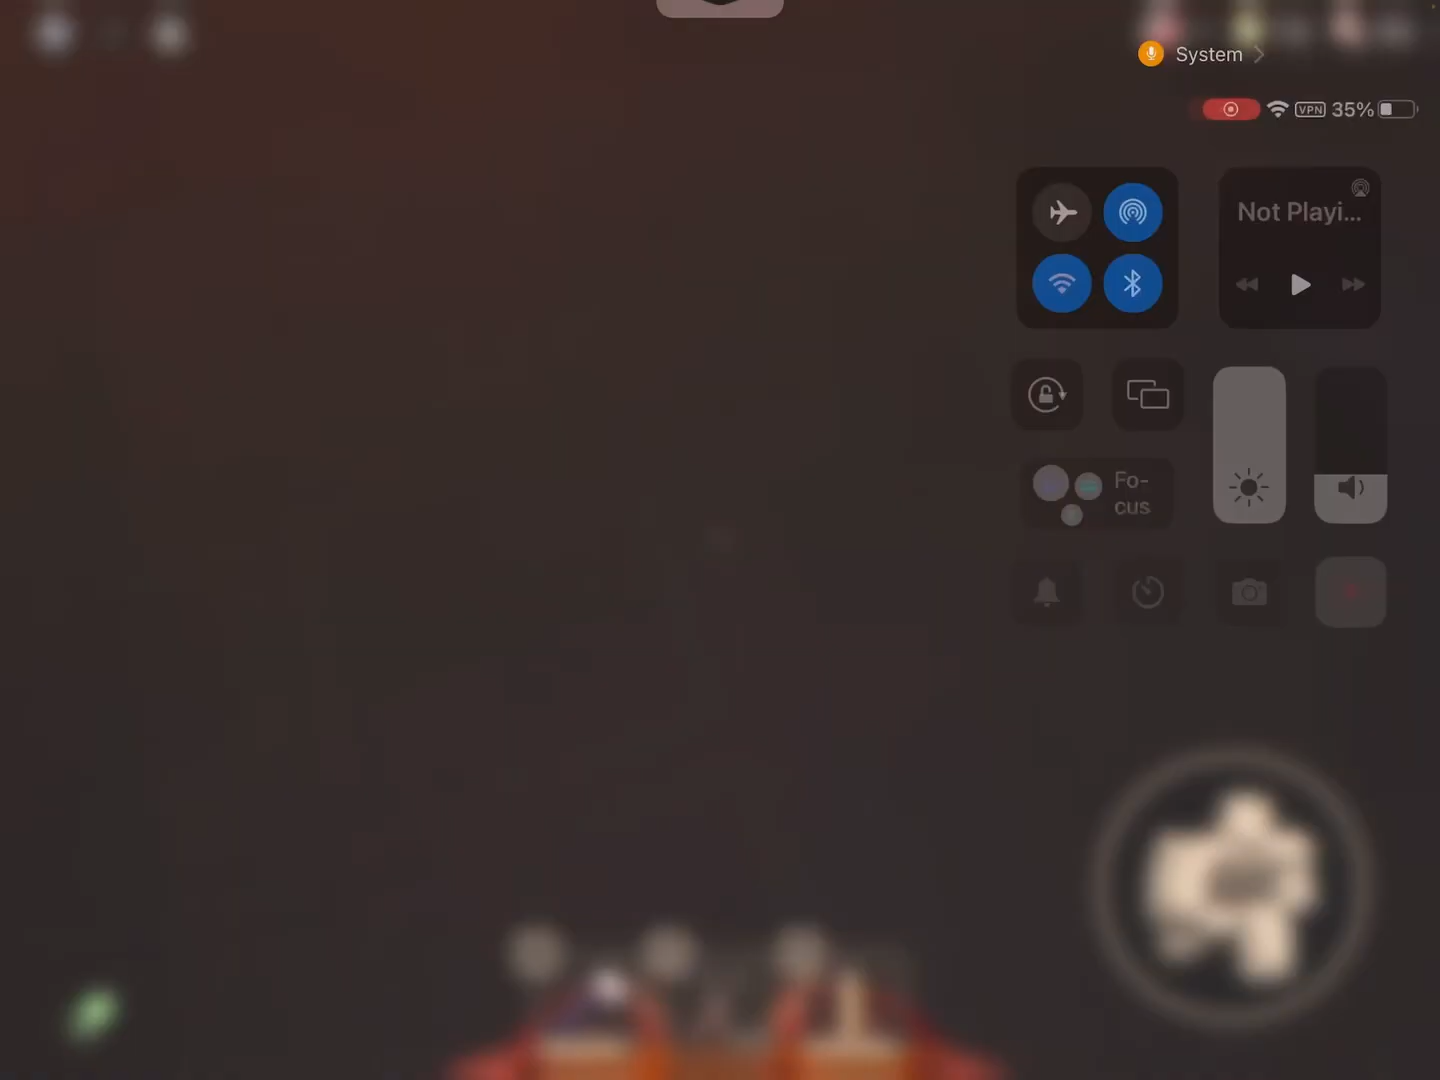 System
VPN 35%
Not Playi...
Fo-
cus